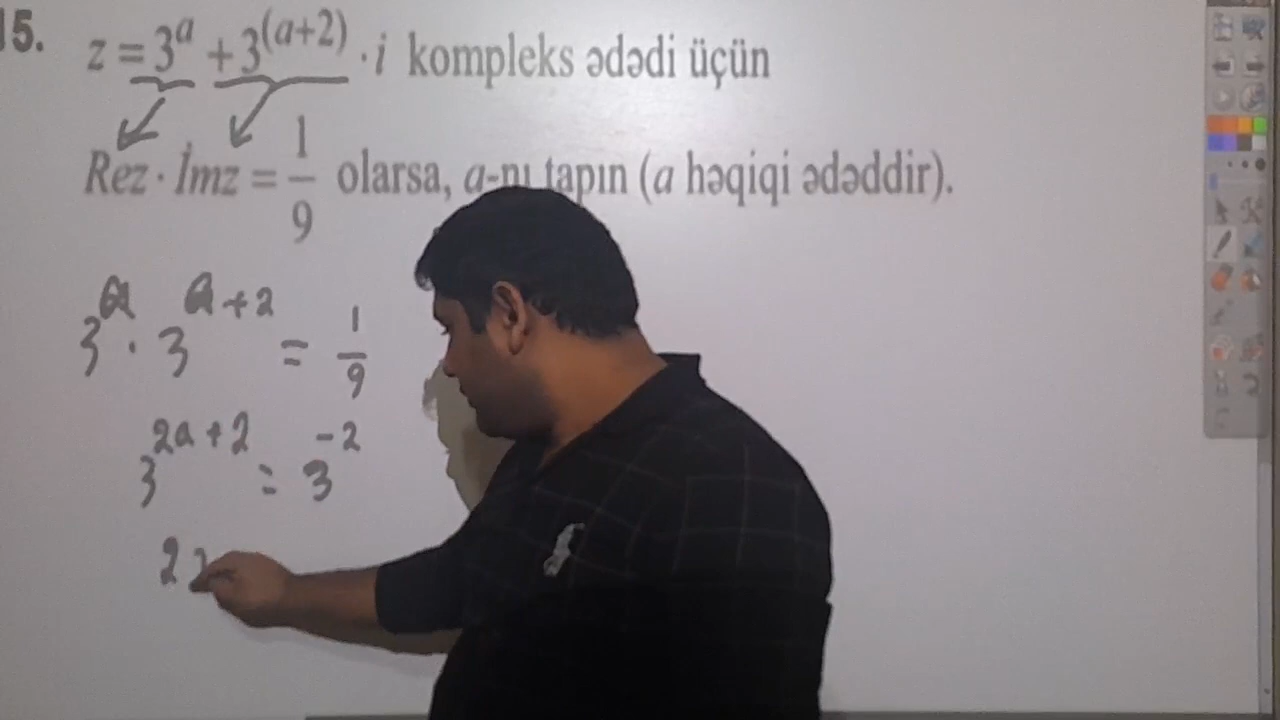 15. z = 3^a + 3^(a+2) · i kompleks ədədi üçün
Rez · İmz = 1/9 olarsa, a-nı tapın (a həqiqi ədəddir).
3^a · 3^a+2 = 1/9
3^2a+2 = 3^-2
2